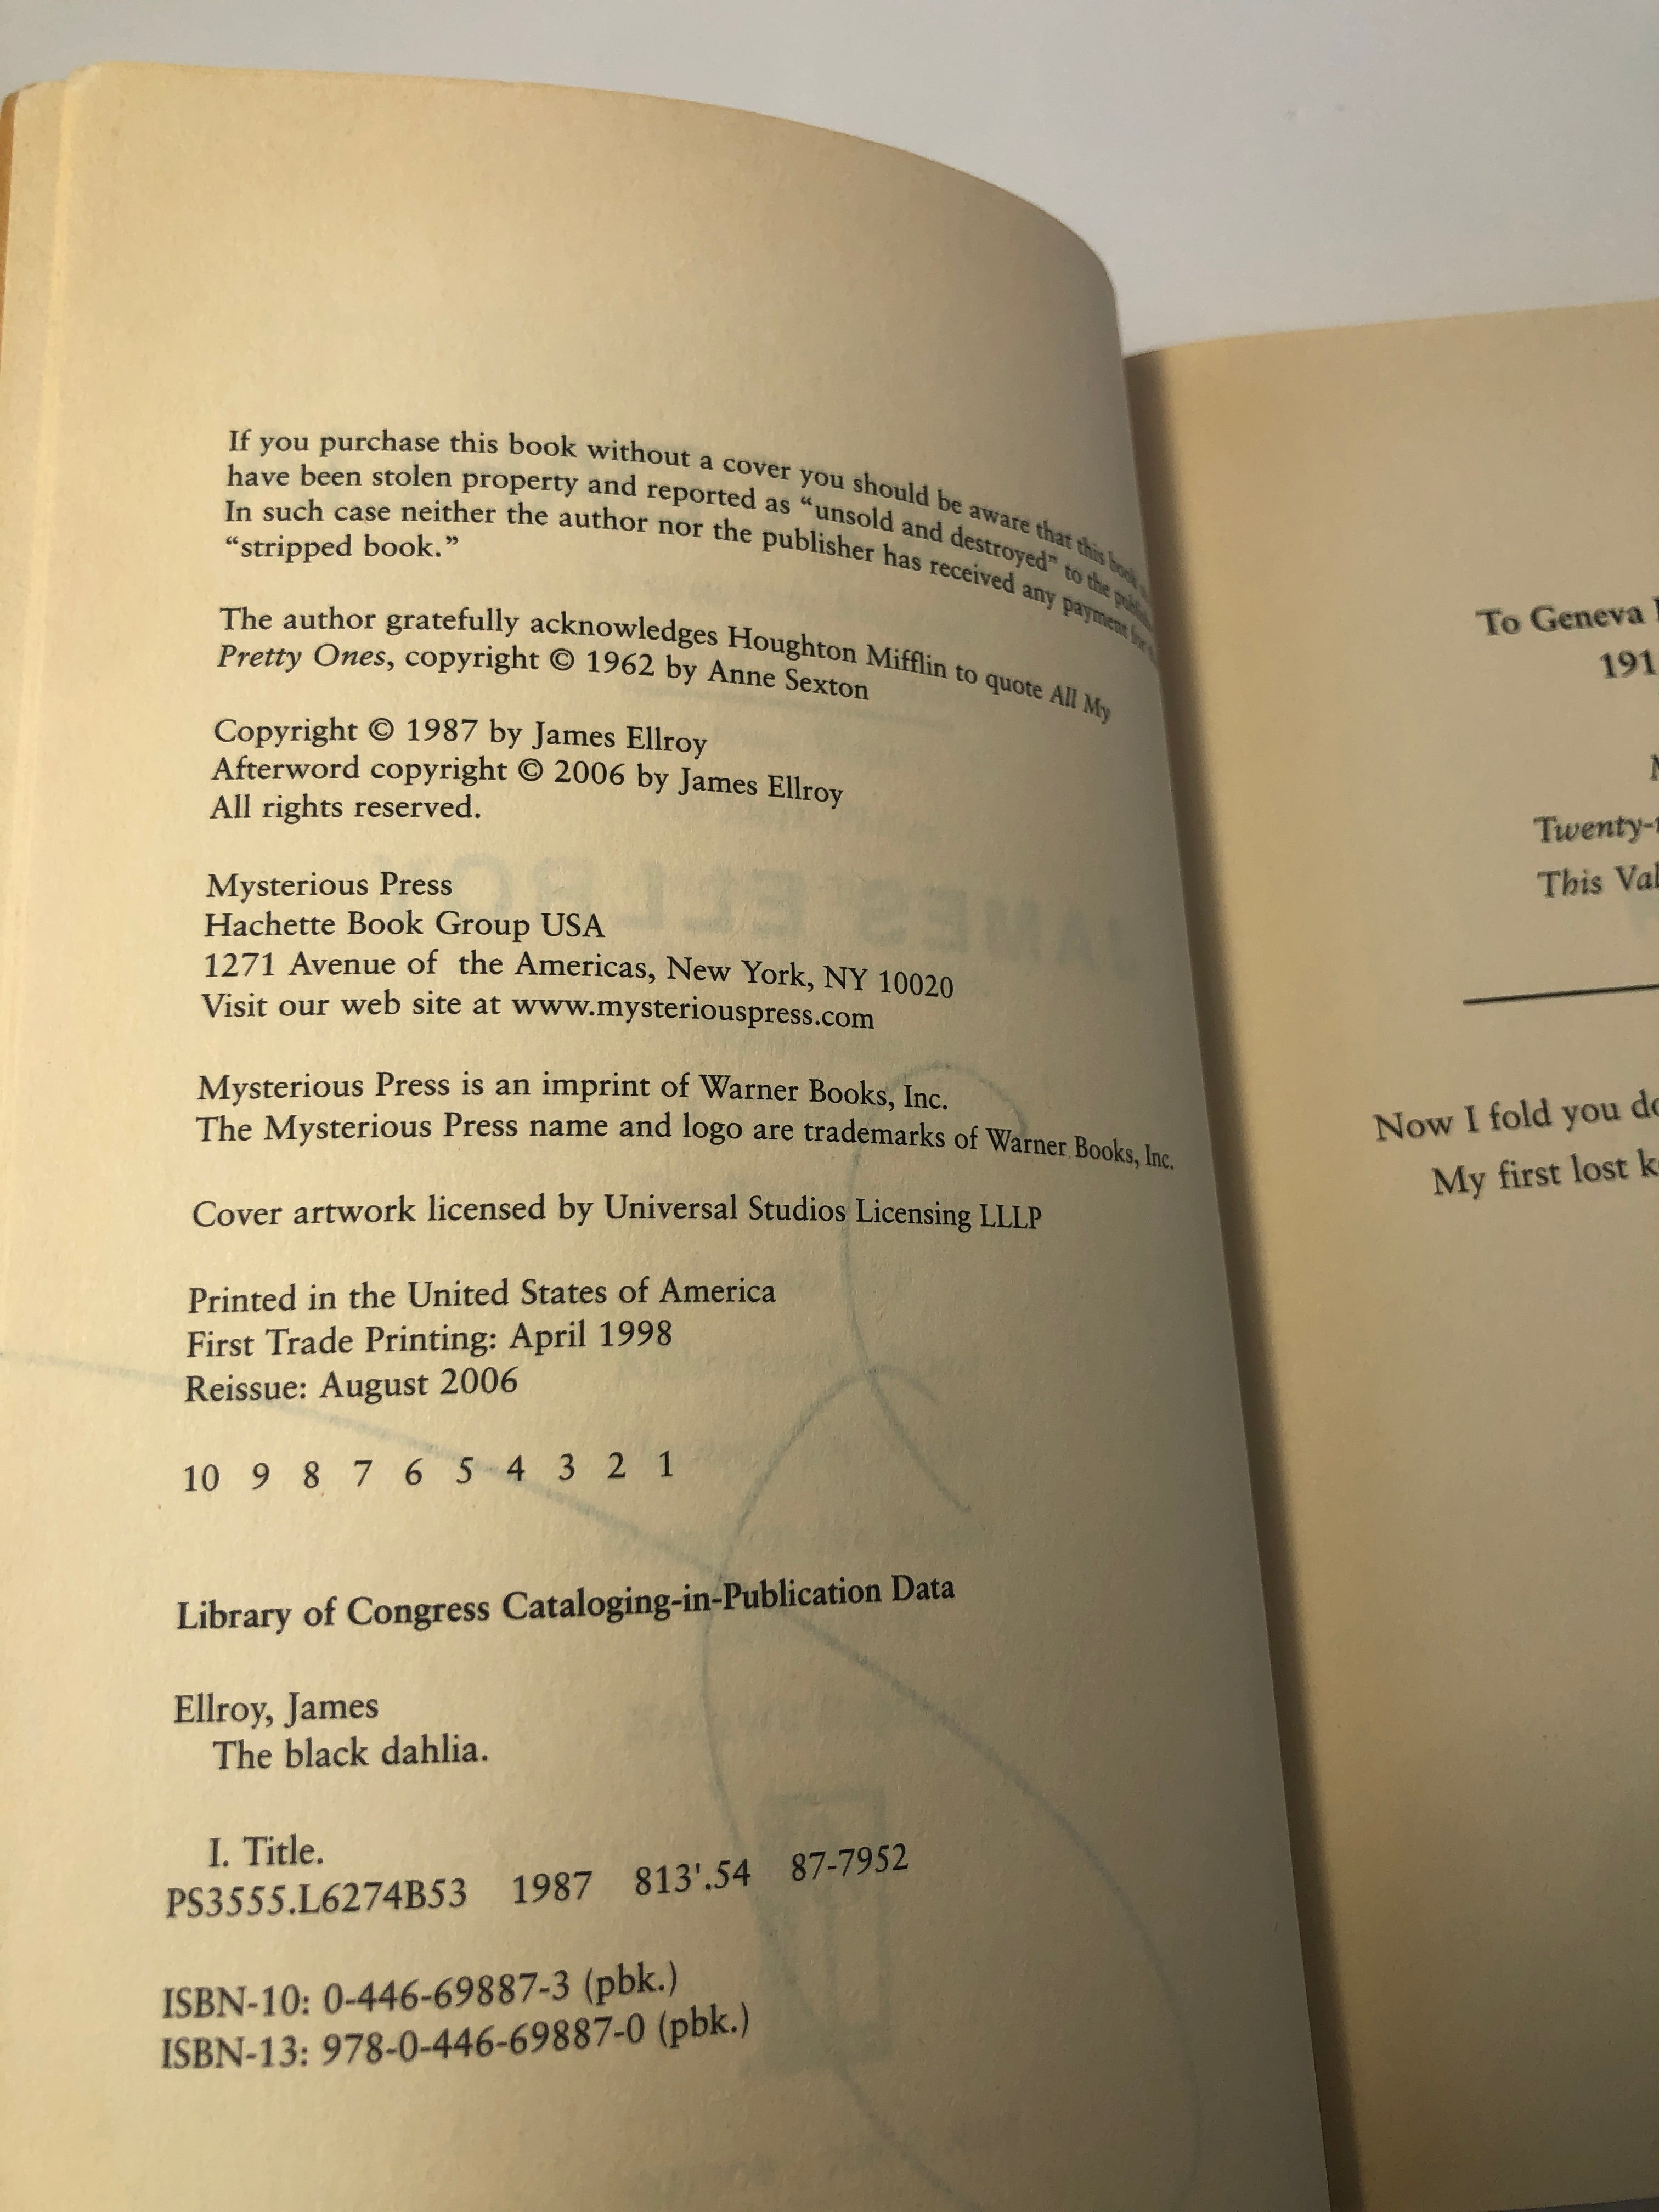 If you purchase this book without a cover you should be aware that this book
have been stolen property and reported as “unsold and destroyed” to the
In such case neither the author nor the publisher has received any payment for
“stripped book.”
The author gratefully acknowledges Houghton Mifflin to quote All My
Pretty Ones, copyright © 1962 by Anne Sexton
Copyright © 1987 by James Ellroy
Afterword copyright © 2006 by James Ellroy
All rights reserved.
Mysterious Press
Hachette Book Group USA
1271 Avenue of the Americas, New York, NY 10020
Visit our web site at www.mysteriouspress.com
Mysterious Press is an imprint of Warner Books, Inc.
The Mysterious Press name and logo are trademarks of Warner Books, Inc.
Cover artwork licensed by Universal Studios Licensing LLLP
Printed in the United States of America
First Trade Printing: April 1998
Reissue: August 2006
10 9 8 7 6 5 4 3 2 1
Library of Congress Cataloging-in-Publication Data
Ellroy, James
The black dahlia.
I. Title.
PS3555.L6274B53 1987 813'.54 87-7952
ISBN-10: 0-446-69887-3 (pbk.)
ISBN-13: 978-0-446-69887-0 (pbk.)
To Geneva
191
Twenty-
This Val
Now I fold you do
My first lost k